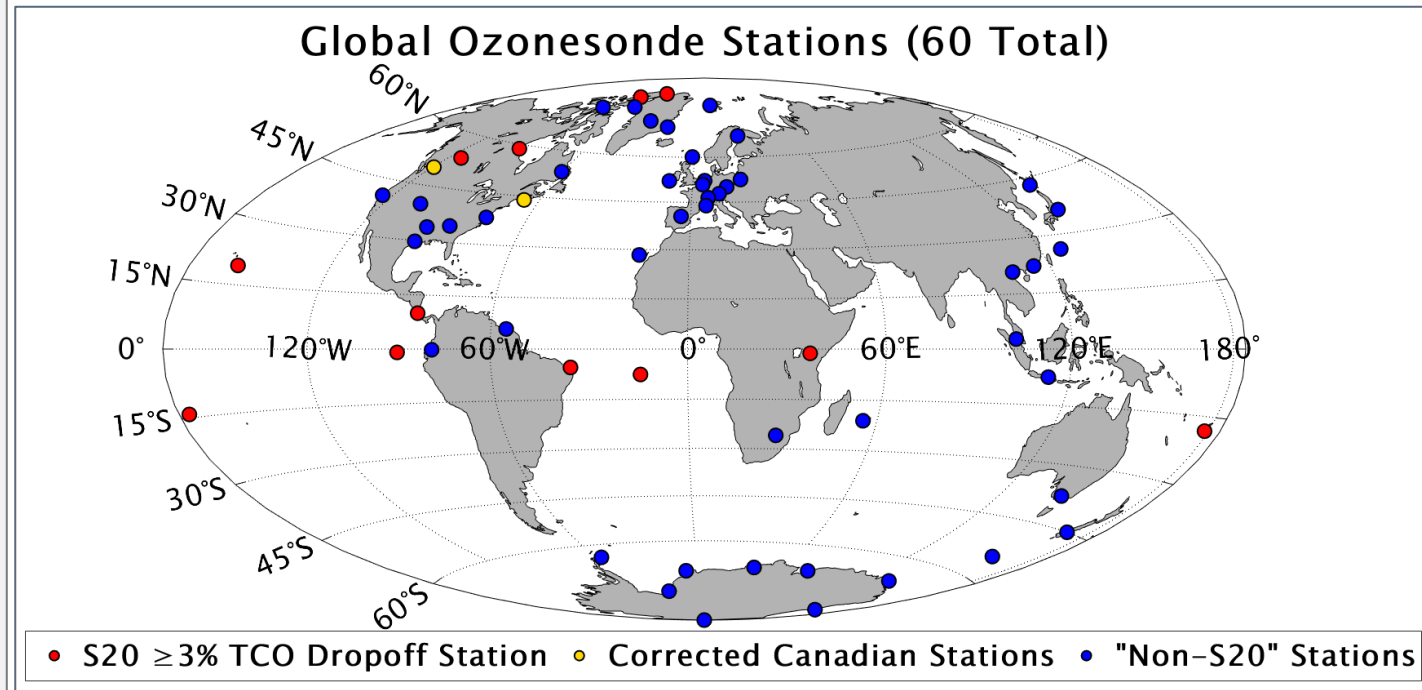 Global Ozonesonde Stations (60 Total)
60°N
45°N
30°N
15°N
0°
120°W
60°W
0°
60°E
120°E
180°
15°S
30°S
45°S
60°S
S20 ≥3% TCO Dropoff Station
Corrected Canadian Stations
"Non-S20" Stations